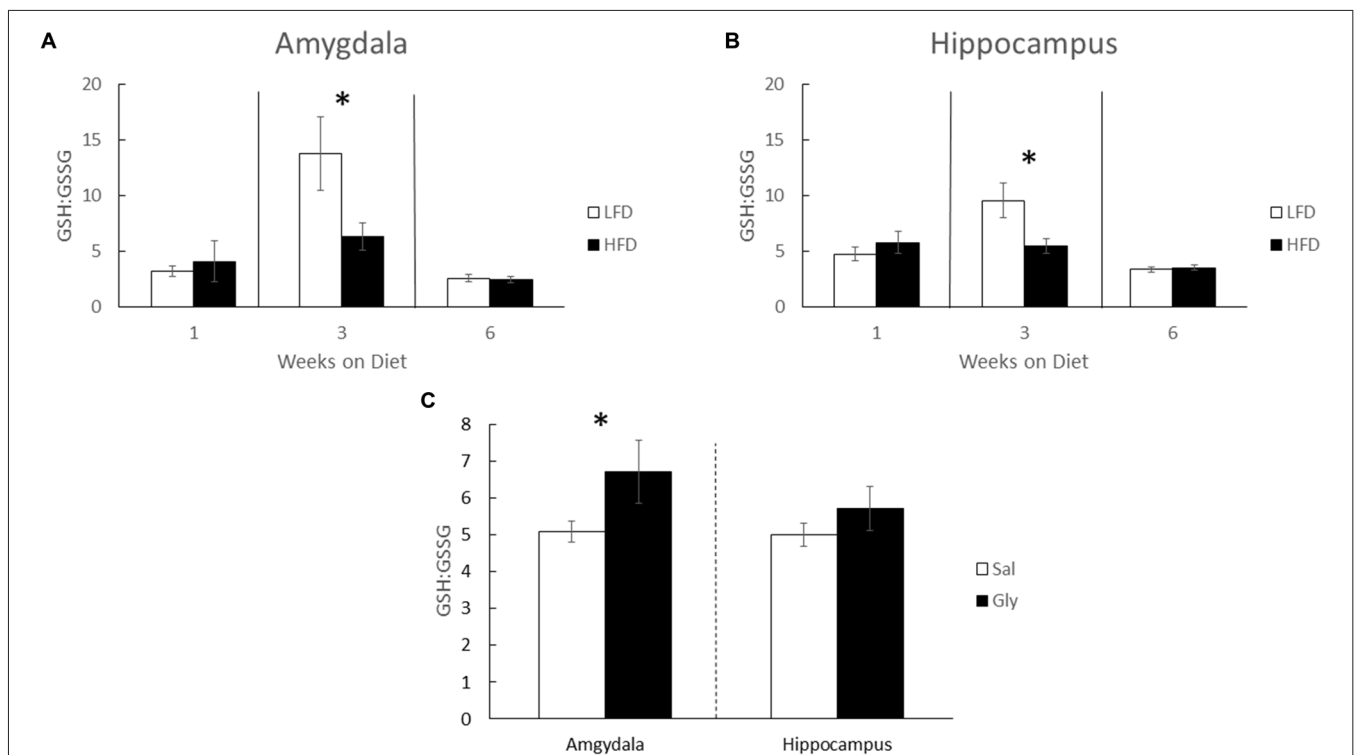 A
Amygdala
20
15
10
5
0
GSH:GSSG
*
LFD
HFD
1 3 6
Weeks on Diet
B
Hippocampus
20
15
10
5
0
GSH:GSSG
*
LFD
HFD
1 3 6
Weeks on Diet
C
8
7
6
5
4
3
2
1
0
GSH:GSSG
*
Sal
Gly
Amgydala Hippocampus